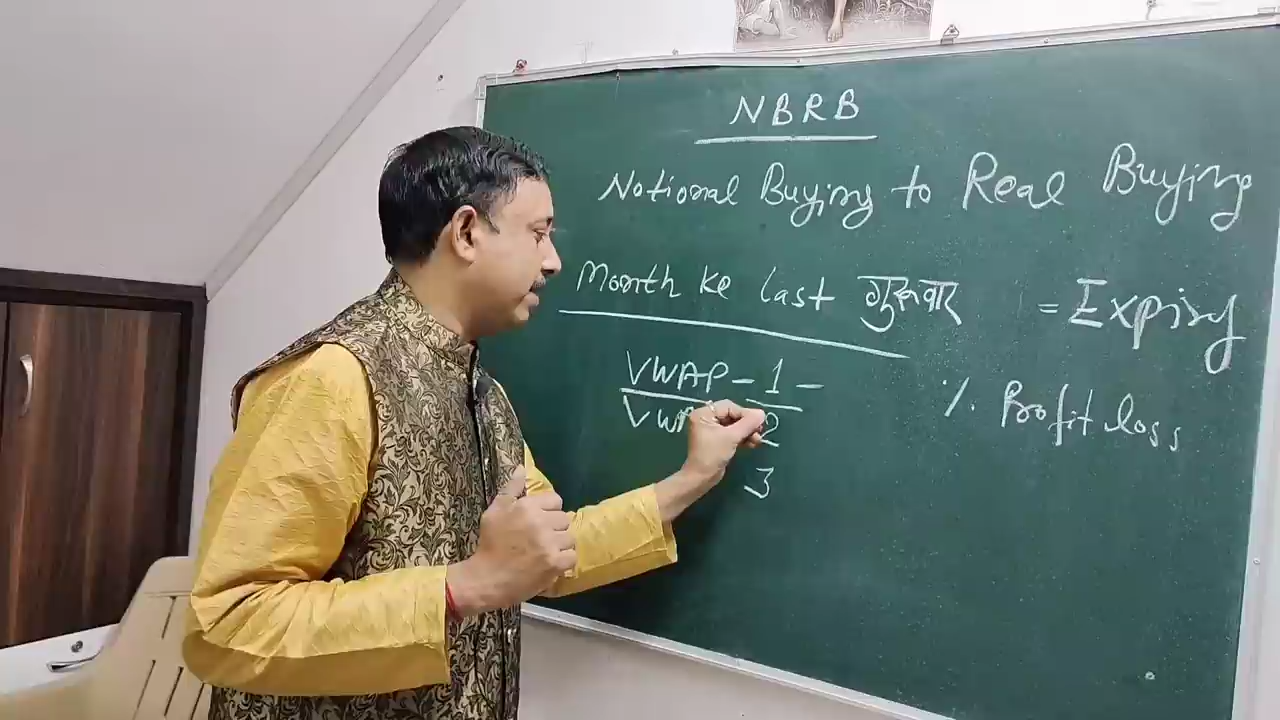 NBRB
Notional Buying to Real Buying
Month ke last गुरुवार = Expiry
VWAP - 1 -
% Profit loss
2
3